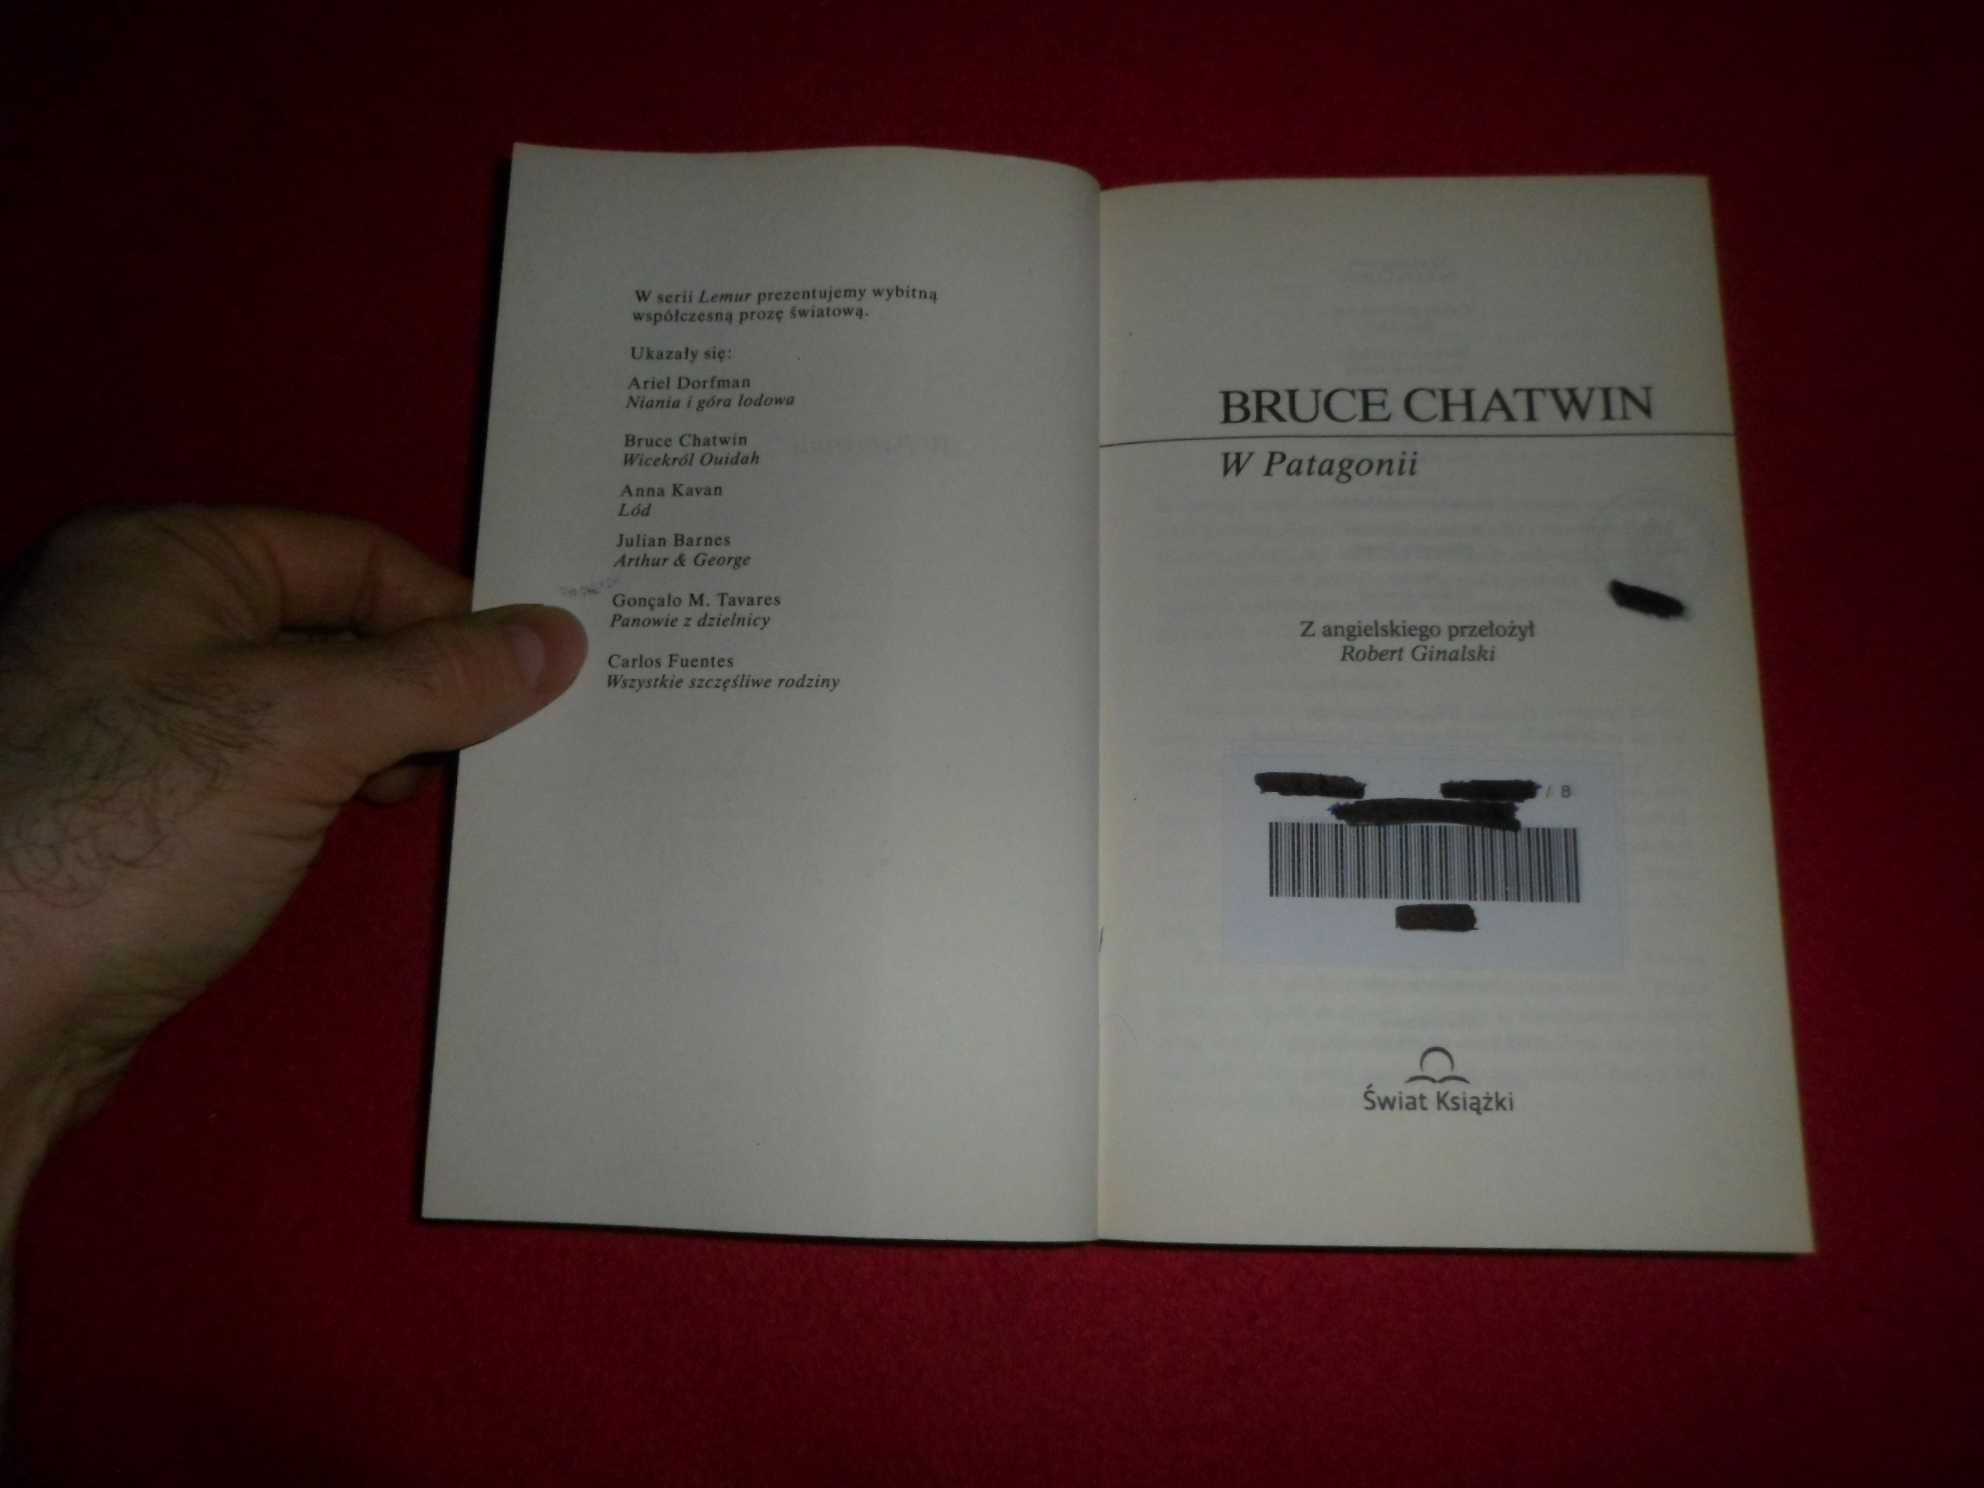 W serii Lemur prezentujemy wybitną
współczesną prozę światową.
Ukazały się:
Ariel Dorfman
Niania i góra lodowa
Bruce Chatwin
Wicekról Ouidah
Anna Kavan
Lód
Julian Barnes
Arthur & George
Gonçalo M. Tavares
Panowie z dzielnicy
Carlos Fuentes
Wszystkie szczęśliwe rodziny
BRUCE CHATWIN
W Patagonii
Z angielskiego przełożył
Robert Ginalski
/ B
Świat Książki